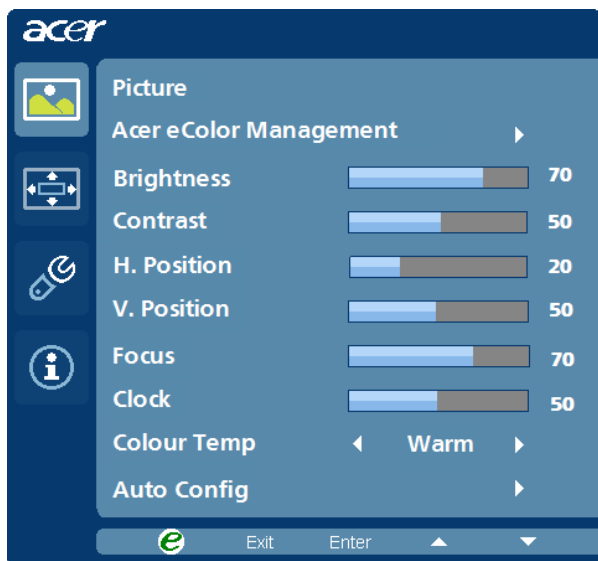 acer
Picture
Acer eColor Management
Brightness 70
Contrast 50
H. Position 20
V. Position 50
Focus 70
Clock 50
Colour Temp Warm
Auto Config
e Exit Enter